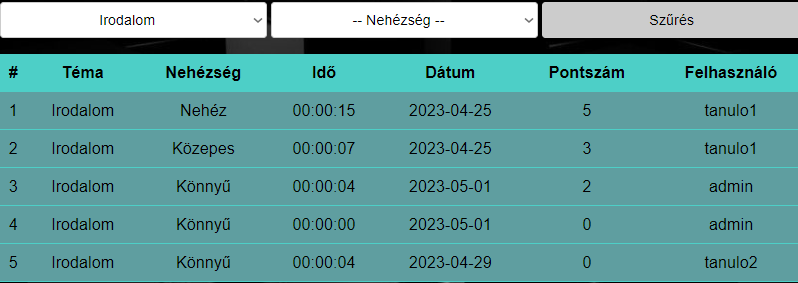 Irodalom -- Nehézség -- Szűrés
# Téma Nehézség Idő Dátum Pontszám Felhasználó
1 Irodalom Nehéz 00:00:15 2023-04-25 5 tanulo1
2 Irodalom Közepes 00:00:07 2023-04-25 3 tanulo1
3 Irodalom Könnyű 00:00:04 2023-05-01 2 admin
4 Irodalom Könnyű 00:00:00 2023-05-01 0 admin
5 Irodalom Könnyű 00:00:04 2023-04-29 0 tanulo2